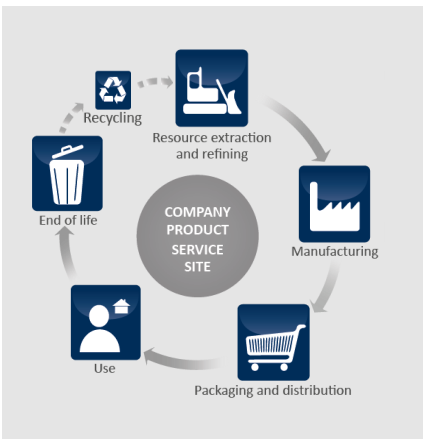 Recycling
Resource extraction
and refining
End of life
COMPANY
PRODUCT
SERVICE
SITE
Manufacturing
Use
Packaging and distribution